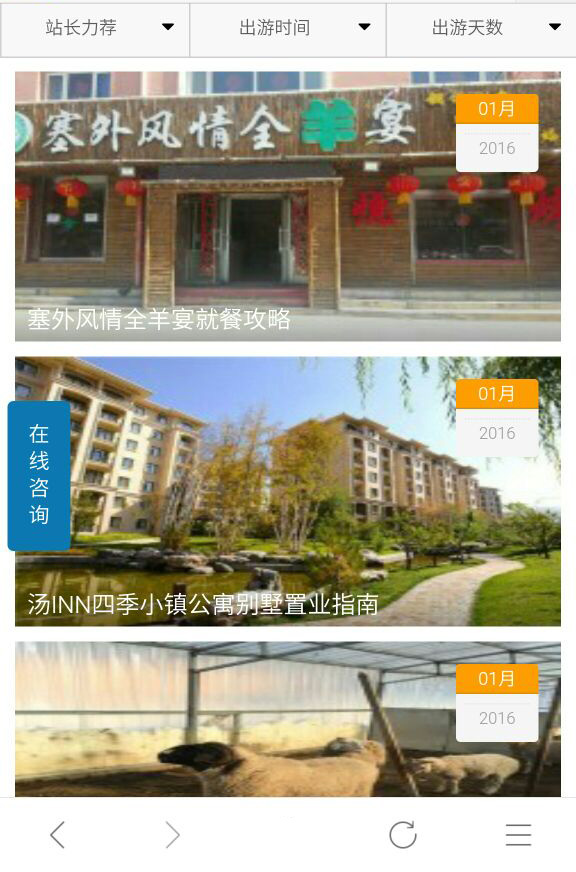 站长力荐
出游时间
出游天数
塞外风情全羊宴
01月
2016
塞外风情全羊宴就餐攻略
01月
2016
在线咨询
汤INN四季小镇公寓别墅置业指南
01月
2016